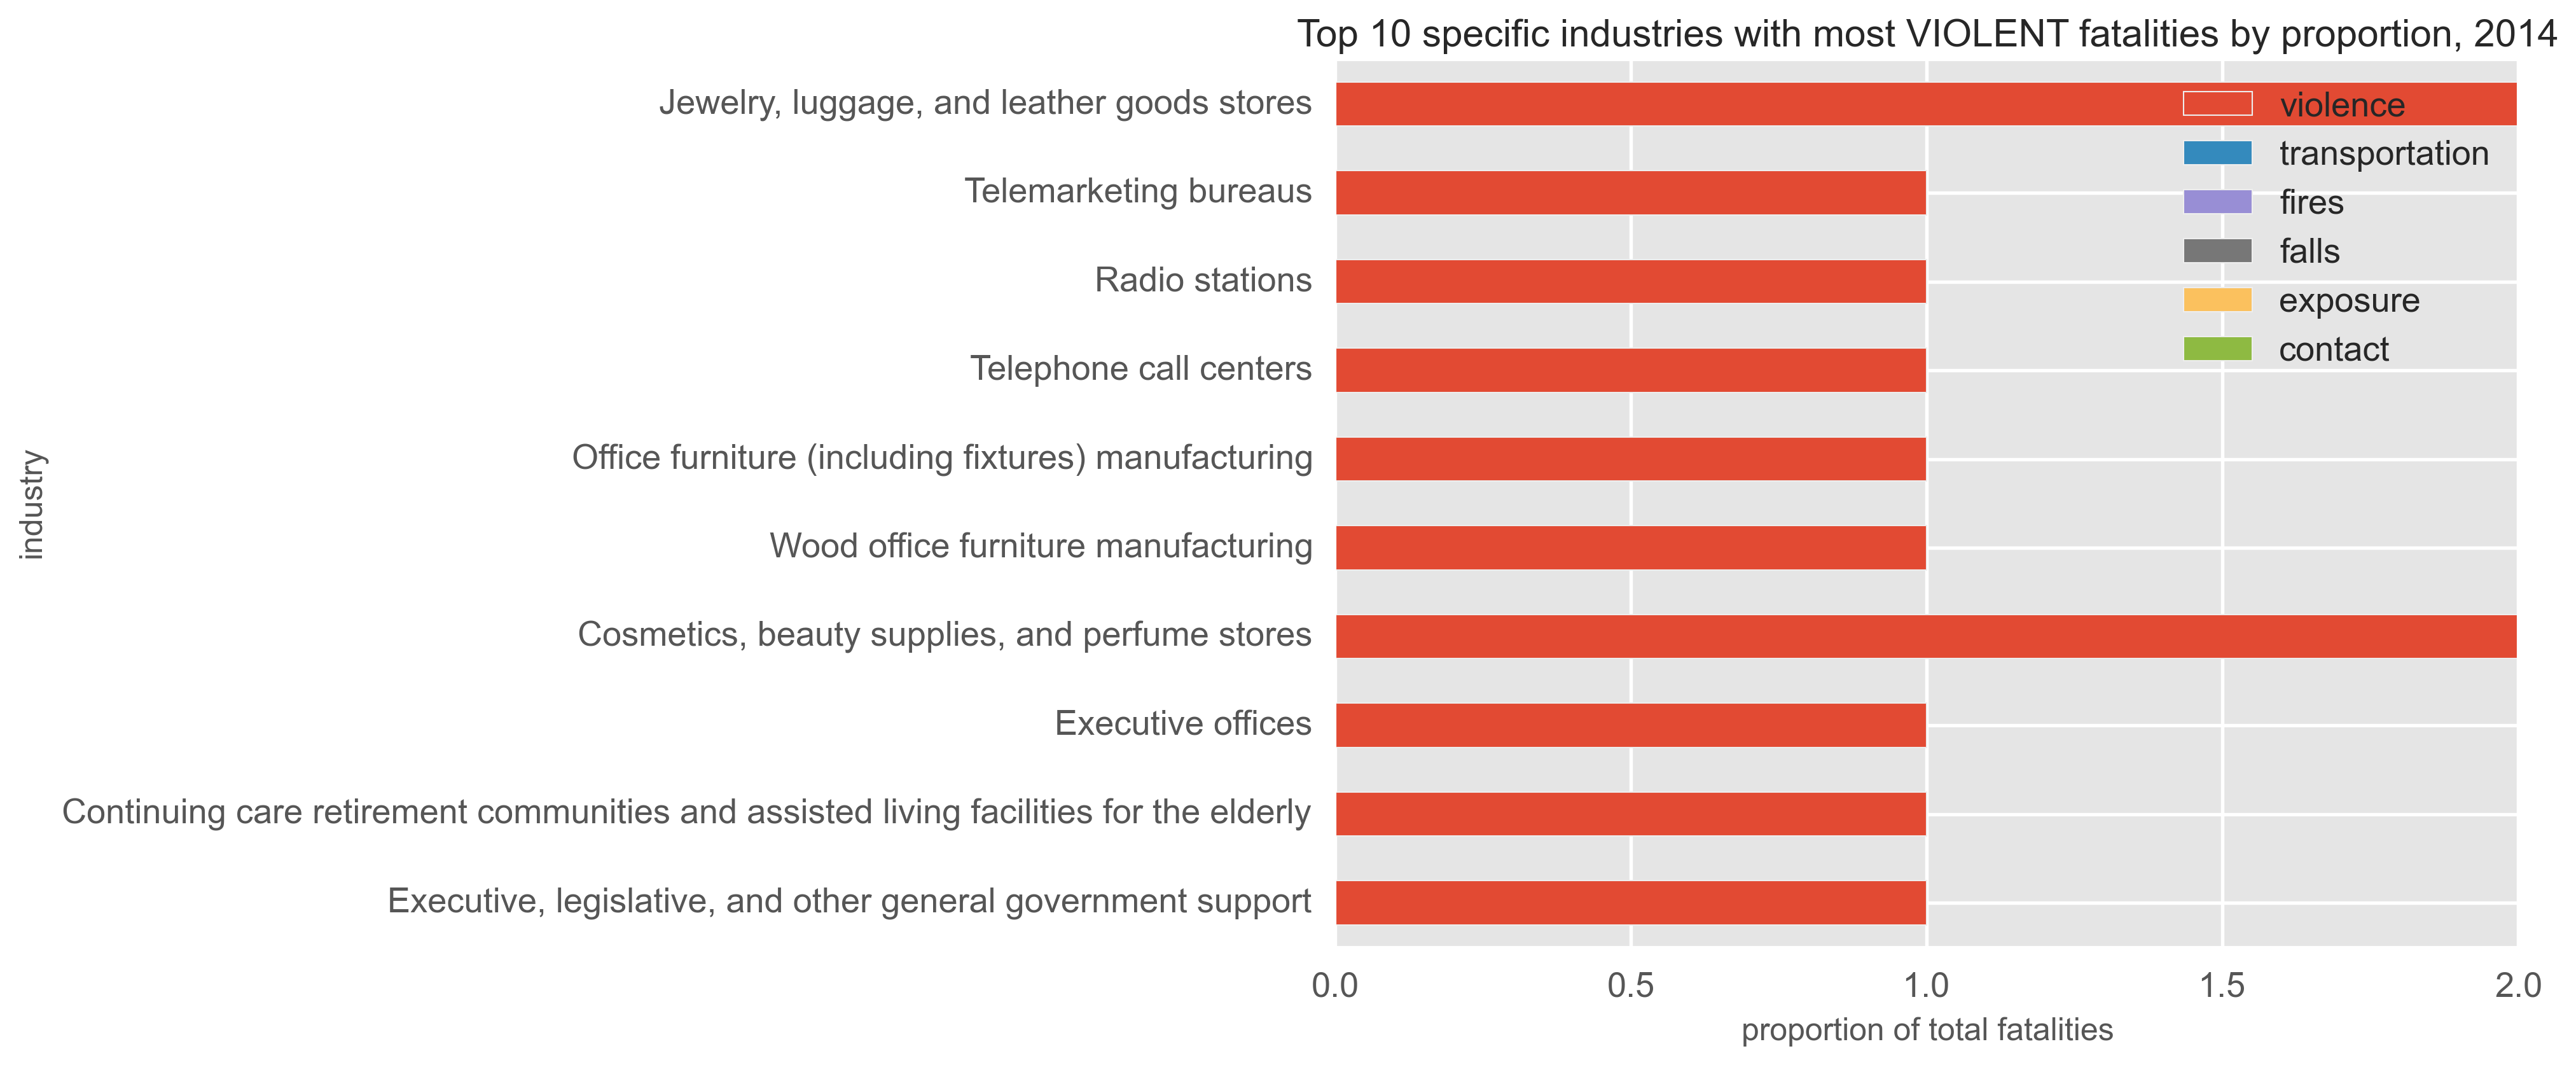 Top 10 specific industries with most VIOLENT fatalities by proportion, 2014
Jewelry, luggage, and leather goods stores
Telemarketing bureaus
Radio stations
Telephone call centers
Office furniture (including fixtures) manufacturing
Wood office furniture manufacturing
Cosmetics, beauty supplies, and perfume stores
Executive offices
Continuing care retirement communities and assisted living facilities for the elderly
Executive, legislative, and other general government support
industry
violence
transportation
fires
falls
exposure
contact
0.0 0.5 1.0 1.5 2.0
proportion of total fatalities